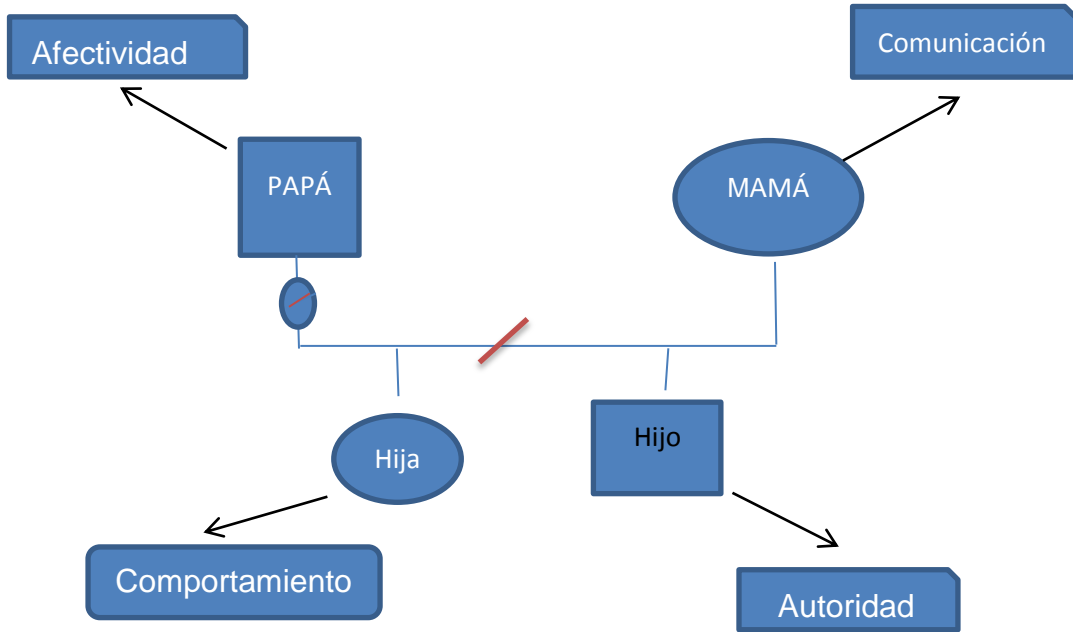 Afectividad
Comunicación
PAPÁ
MAMÁ
Hija
Hijo
Comportamiento
Autoridad